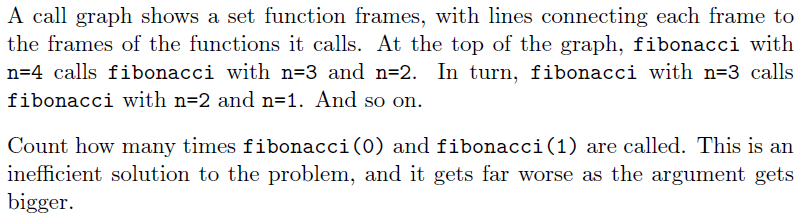 A call graph shows a set function frames, with lines connecting each frame to
the frames of the functions it calls. At the top of the graph, fibonacci with
n=4 calls fibonacci with n=3 and n=2. In turn, fibonacci with n=3 calls
fibonacci with n=2 and n=1. And so on.
Count how many times fibonacci(0) and fibonacci(1) are called. This is an
inefficient solution to the problem, and it gets far worse as the argument gets
bigger.